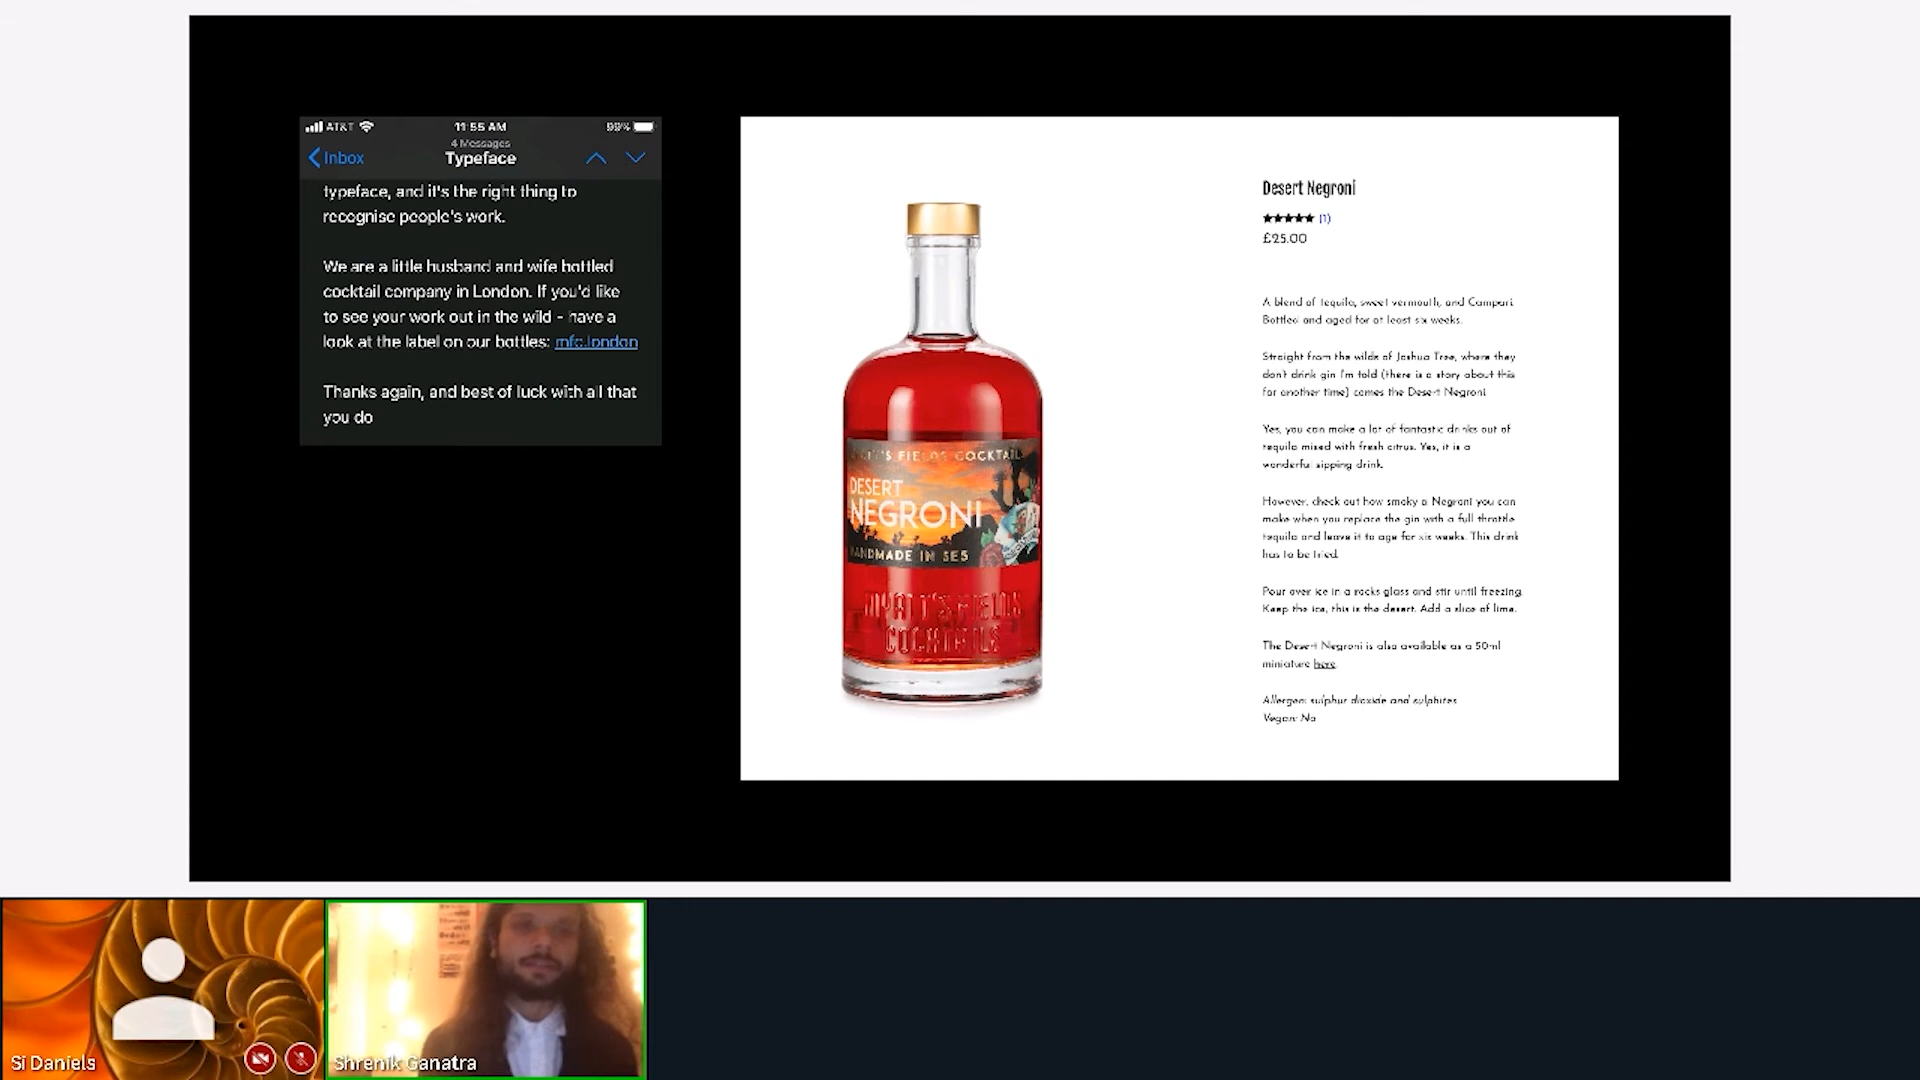 AT&T
11:55 AM
99%
4 Messages
Inbox
Typeface
typeface, and it's the right thing to
recognise people's work.
We are a little husband and wife bottled
cocktail company in London. If you'd like
to see your work out in the wild - have a
look at the label on our bottles: mfc.london
Thanks again, and best of luck with all that
you do
FIELDS COCKTAIL
DESERT
NEGRONI
HANDMADE IN SE5
MYATT'S FIELDS
COCKTAILS
Desert Negroni
★★★★★ (1)
£25.00
A blend of tequila, sweet vermouth, and Campari.
Bottled and aged for at least six weeks.
Straight from the wilds of Joshua Tree, where they
don't drink gin I'm told (there is a story about this
for another time) comes the Desert Negroni.
Yes, you can make a lot of fantastic drinks out of
tequila mixed with fresh citrus. Yes, it is a
wonderful sipping drink.
However, check out how smoky a Negroni you can
make when you replace the gin with a full throttle
tequila and leave it to age for six weeks. This drink
has to be tried.
Pour over ice in a rocks glass and stir until freezing.
Keep the ice, this is the desert. Add a slice of lime.
The Desert Negroni is also available as a 50ml
miniature here.
Allergen: sulphur dioxide and sulphites
Vegan: No
Si Daniels
Shrenik Ganatra